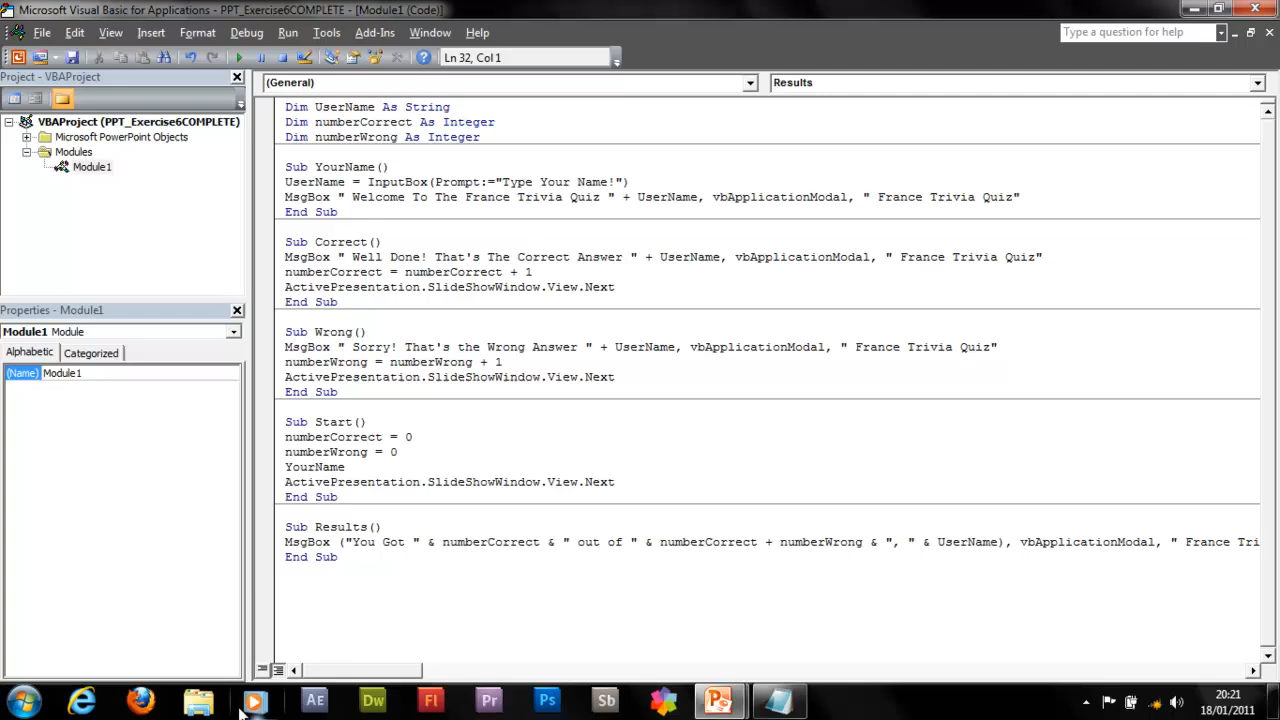 Microsoft Visual Basic for Applications - PPT_Exercise6COMPLETE - [Module1 (Code)]
File Edit View Insert Format Debug Run Tools Add-Ins Window Help
Type a question for help
Ln 32, Col 1
Project - VBAProject
(General)
Results
VBAProject (PPT_Exercise6COMPLETE)
Microsoft PowerPoint Objects
Modules
Module1
Properties - Module1
Module1 Module
Alphabetic Categorized
(Name) Module1
Dim UserName As String
Dim numberCorrect As Integer
Dim numberWrong As Integer
Sub YourName()
UserName = InputBox(Prompt:="Type Your Name!")
MsgBox " Welcome To The France Trivia Quiz " + UserName, vbApplicationModal, " France Trivia Quiz"
End Sub
Sub Correct()
MsgBox " Well Done! That's The Correct Answer " + UserName, vbApplicationModal, " France Trivia Quiz"
numberCorrect = numberCorrect + 1
ActivePresentation.SlideShowWindow.View.Next
End Sub
Sub Wrong()
MsgBox " Sorry! That's the Wrong Answer " + UserName, vbApplicationModal, " France Trivia Quiz"
numberWrong = numberWrong + 1
ActivePresentation.SlideShowWindow.View.Next
End Sub
Sub Start()
numberCorrect = 0
numberWrong = 0
YourName
ActivePresentation.SlideShowWindow.View.Next
End Sub
Sub Results()
MsgBox ("You Got " & numberCorrect & " out of " & numberCorrect + numberWrong & ", " & UserName), vbApplicationModal, " France Tri
End Sub
AE Dw Fl Pr Ps Sb
20:21
18/01/2011